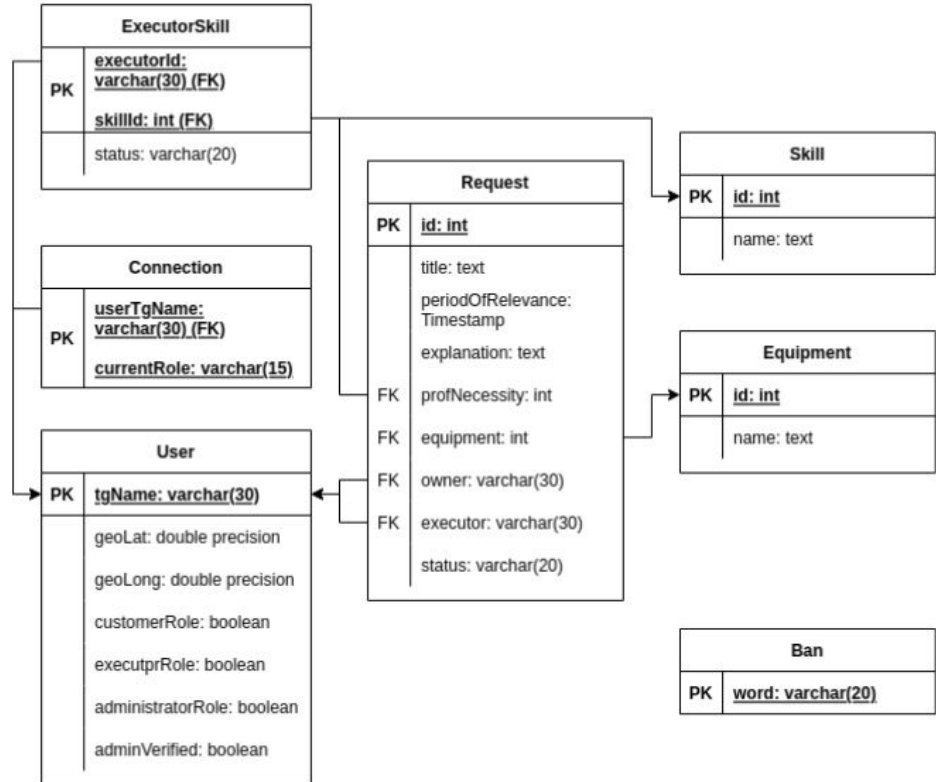 ExecutorSkill
PK
executorId:
varchar(30) (FK)
skillId: int (FK)
status: varchar(20)
Connection
PK
userTgName:
varchar(30) (FK)
currentRole: varchar(15)
User
PK
tgName: varchar(30)
geoLat: double precision
geoLong: double precision
customerRole: boolean
executprRole: boolean
administratorRole: boolean
adminVerified: boolean
Request
PK
id: int
title: text
periodOfRelevance:
Timestamp
explanation: text
FK
profNecessity: int
FK
equipment: int
FK
owner: varchar(30)
FK
executor: varchar(30)
status: varchar(20)
Skill
PK
id: int
name: text
Equipment
PK
id: int
name: text
Ban
PK
word: varchar(20)